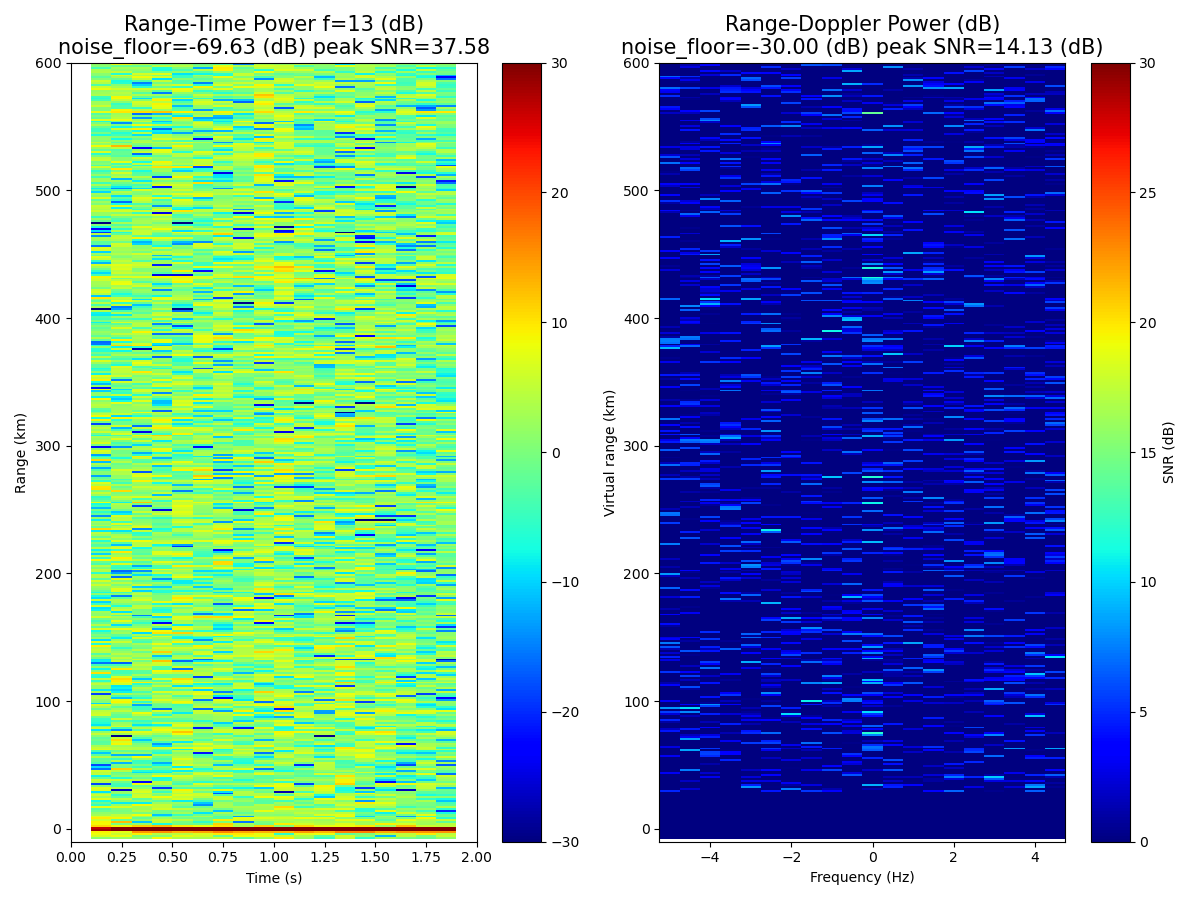 Range-Time Power f=13 (dB)
noise_floor=-69.63 (dB) peak SNR=37.58
600
500
400
300
200
100
0
Range (km)
0.00 0.25 0.50 0.75 1.00 1.25 1.50 1.75 2.00
Time (s)
30
20
10
0
−10
−20
−30
Range-Doppler Power (dB)
noise_floor=-30.00 (dB) peak SNR=14.13 (dB)
600
500
400
300
200
100
0
Virtual range (km)
−4 −2 0 2 4
Frequency (Hz)
30
25
20
15
10
5
0
SNR (dB)